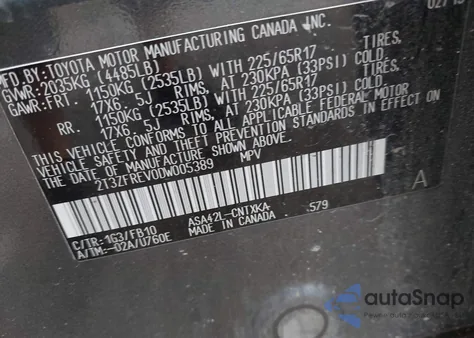 02/13
MFD BY: TOYOTA MOTOR MANUFACTURING CANADA INC.
GVWR: 2035KG (4485LB)
GAWR: FRT. 1150KG (2535LB) WITH 225/65R17 TIRES,
17X6.5J RIMS, AT 230KPA (33PSI) COLD
RR. 1150KG (2535LB) WITH 225/65R17 TIRES,
17X6.5J RIMS, AT 230KPA (33PSI) COLD
THIS VEHICLE CONFORMS TO ALL APPLICABLE FEDERAL MOTOR
VEHICLE SAFETY AND THEFT PREVENTION STANDARDS IN EFFECT ON
THE DATE OF MANUFACTURE SHOWN ABOVE.
2T3ZFREV0DW005389 MPV
A
C/TR: 1G3/FB10 ASA42L-CNTXKA .579
A/TM: -02A/U760E MADE IN CANADA
autoSnap